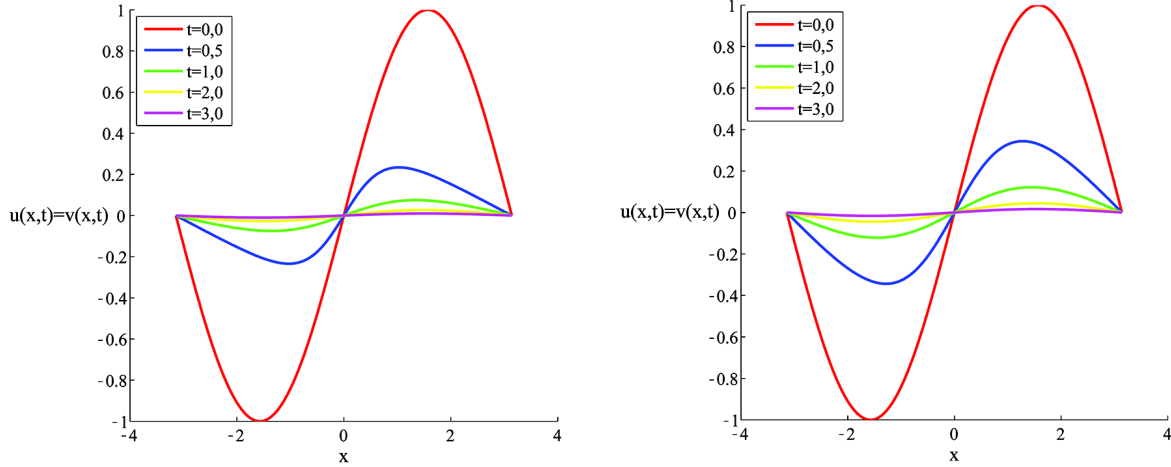 1
t=0,0
0.8
t=0,5
0.6
t=1,0
t=2,0
0.4
t=3,0
0.2
u(x,t)=v(x,t) 0
-0.2
-0.4
-0.6
-0.8
-1
-4 -2 0 2 4
x
1
t=0,0
0.8
t=0,5
0.6
t=1,0
t=2,0
0.4
t=3,0
0.2
u(x,t)=v(x,t) 0
-0.2
-0.4
-0.6
-0.8
-1
-4 -2 0 2 4
x